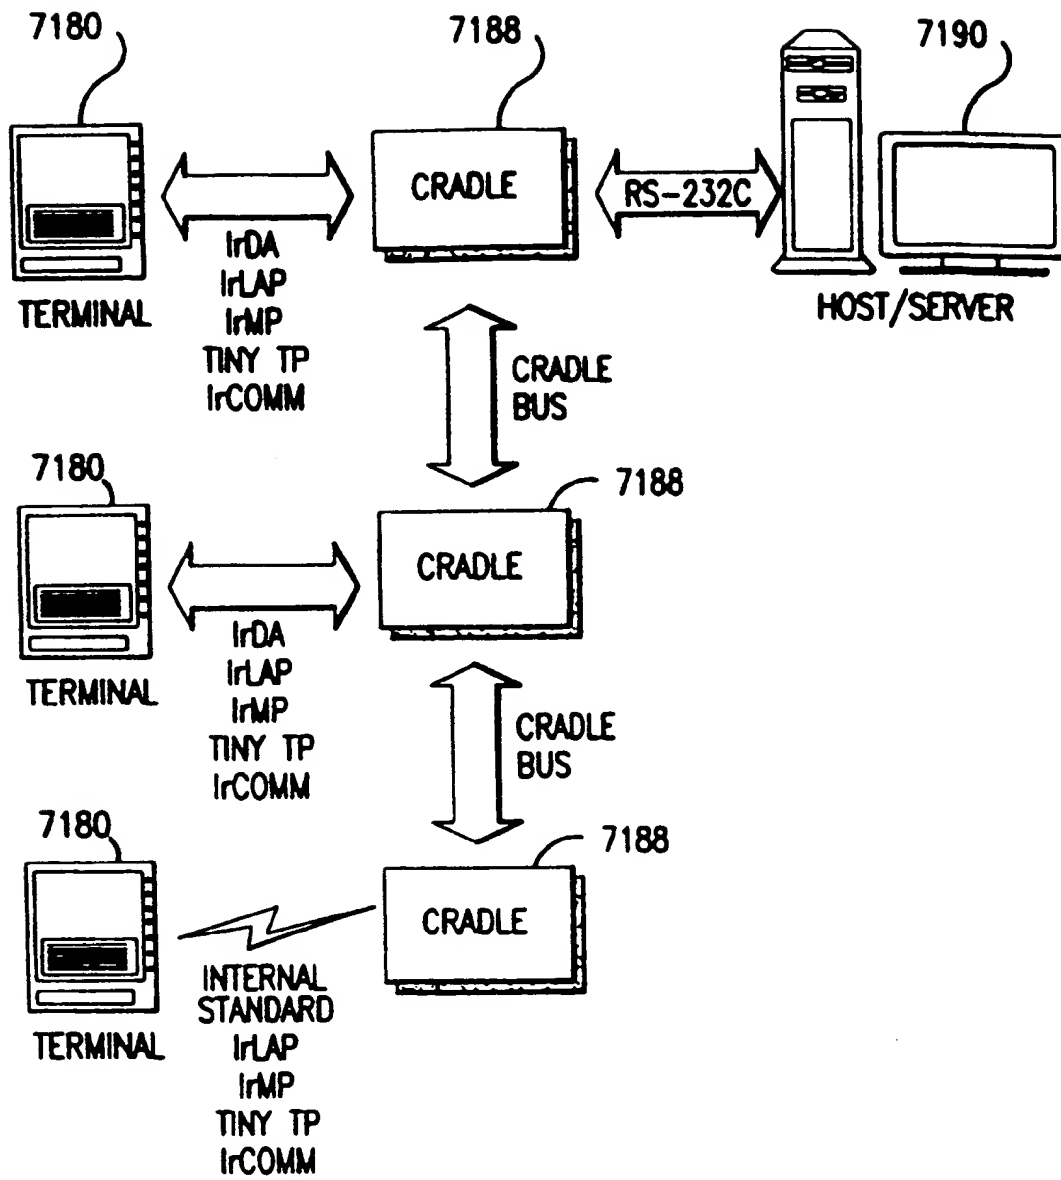 7180
7188
7190
CRADLE
RS-232C
TERMINAL
IrDA
IrLAP
IrMP
TINY TP
IrCOMM
HOST/SERVER
CRADLE
BUS
7180
7188
CRADLE
TERMINAL
IrDA
IrLAP
IrMP
TINY TP
IrCOMM
CRADLE
BUS
7180
7188
CRADLE
TERMINAL
INTERNAL
STANDARD
IrLAP
IrMP
TINY TP
IrCOMM